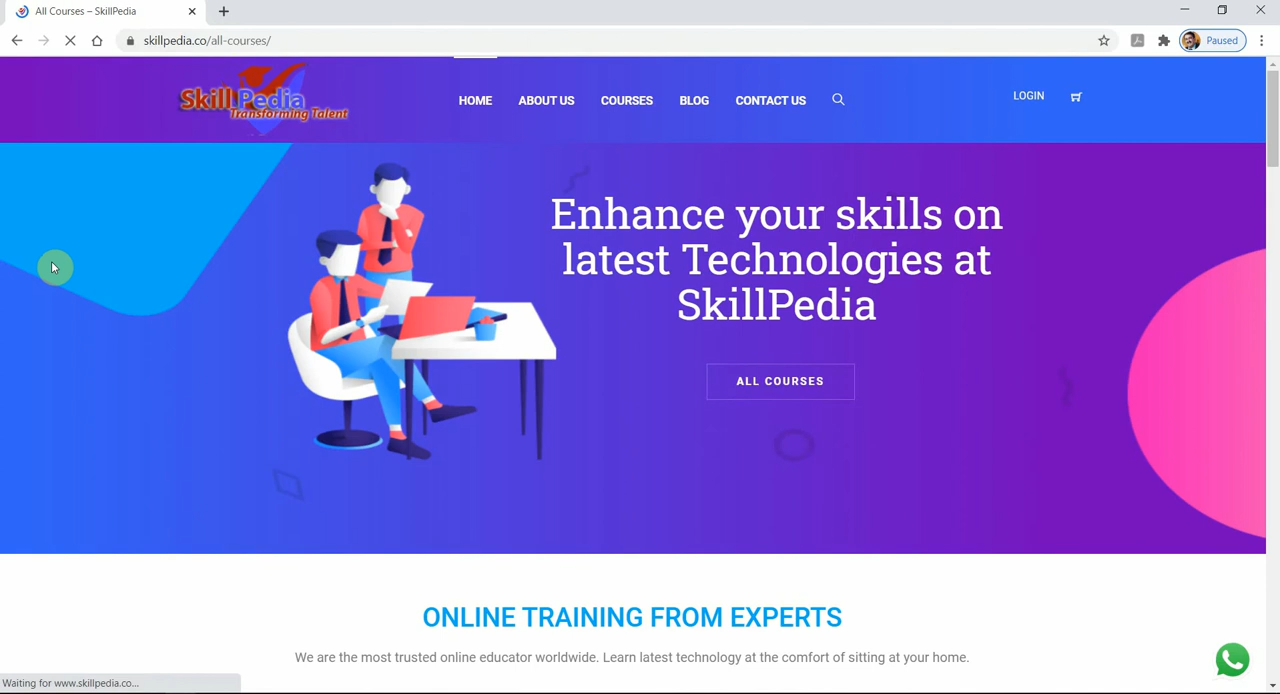 All Courses – SkillPedia
skillpedia.co/all-courses/
Paused
Skill Pedia
Transforming Talent
HOME ABOUT US COURSES BLOG CONTACT US
LOGIN
Enhance your skills on
latest Technologies at
SkillPedia
ALL COURSES
ONLINE TRAINING FROM EXPERTS
We are the most trusted online educator worldwide. Learn latest technology at the comfort of sitting at your home.
Waiting for www.skillpedia.co...